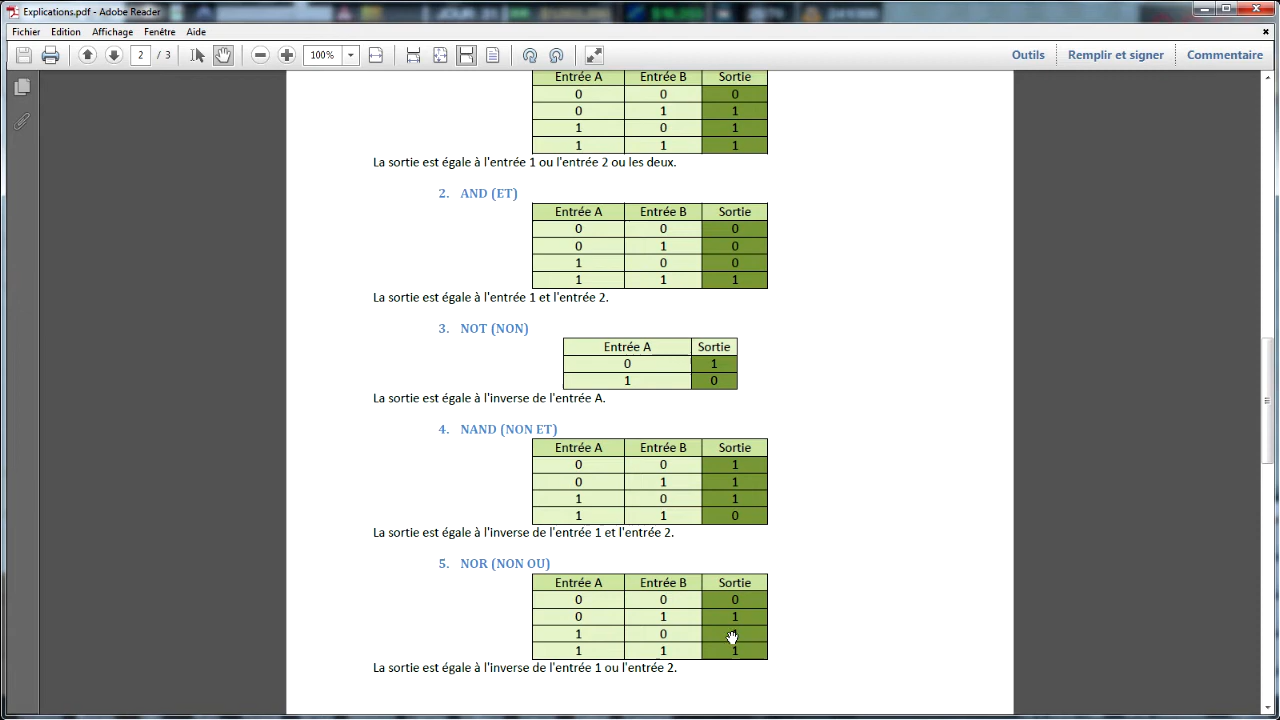 Explications.pdf - Adobe Reader
Fichier Edition Affichage Fenêtre Aide
2 / 3 100% Outils Remplir et signer Commentaire
Entrée A Entrée B Sortie
0 0 0
0 1 1
1 0 1
1 1 1
La sortie est égale à l'entrée 1 ou l'entrée 2 ou les deux.
2. AND (ET)
Entrée A Entrée B Sortie
0 0 0
0 1 0
1 0 0
1 1 1
La sortie est égale à l'entrée 1 et l'entrée 2.
3. NOT (NON)
Entrée A Sortie
0 1
1 0
La sortie est égale à l'inverse de l'entrée A.
4. NAND (NON ET)
Entrée A Entrée B Sortie
0 0 1
0 1 1
1 0 1
1 1 0
La sortie est égale à l'inverse de l'entrée 1 et l'entrée 2.
5. NOR (NON OU)
Entrée A Entrée B Sortie
0 0 0
0 1 1
1 0
1 1 1
La sortie est égale à l'inverse de l'entrée 1 ou l'entrée 2.